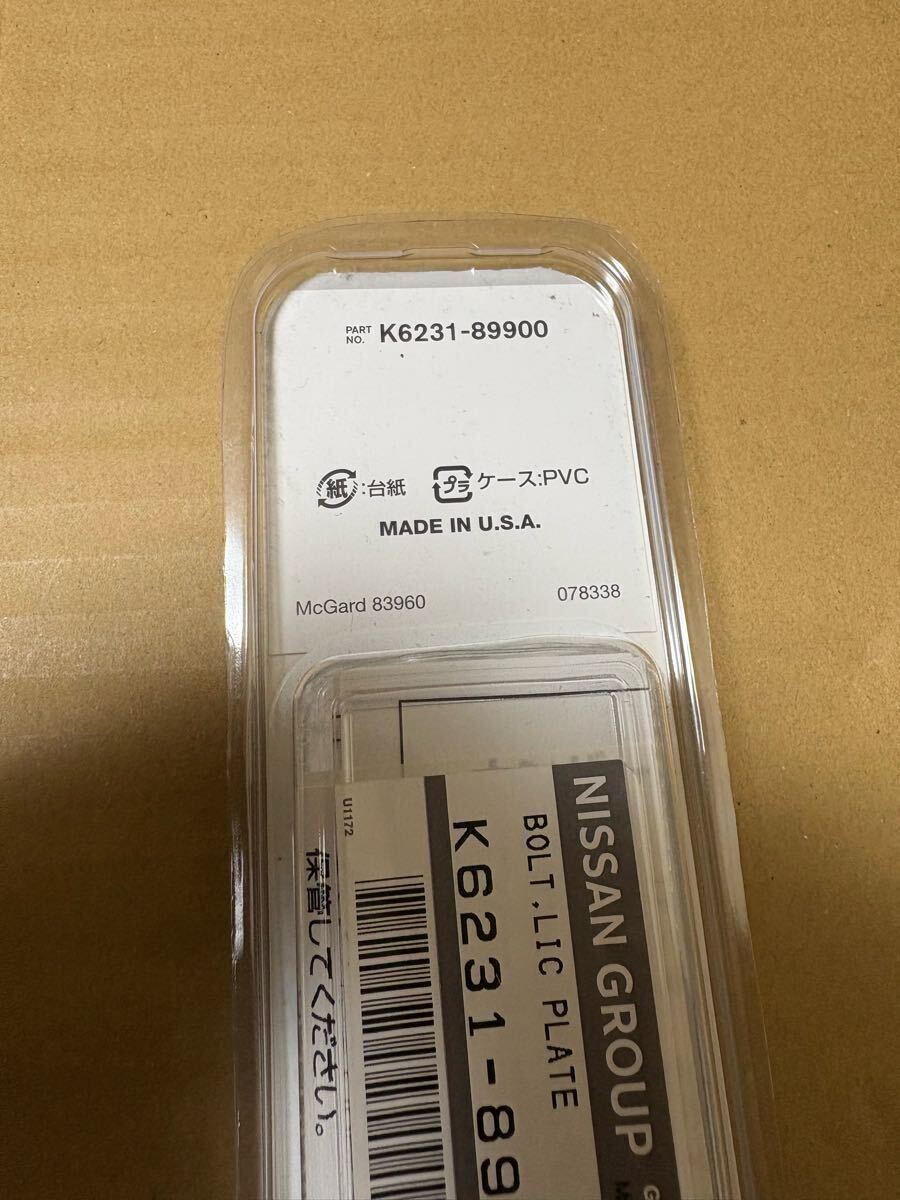 PART NO. K6231-89900
紙:台紙 プラ ケース:PVC
MADE IN U.S.A.
McGard 83960 078338
NISSAN GROUP
BOLT,LIC PLATE
K6231-89
U1172
保管してください。